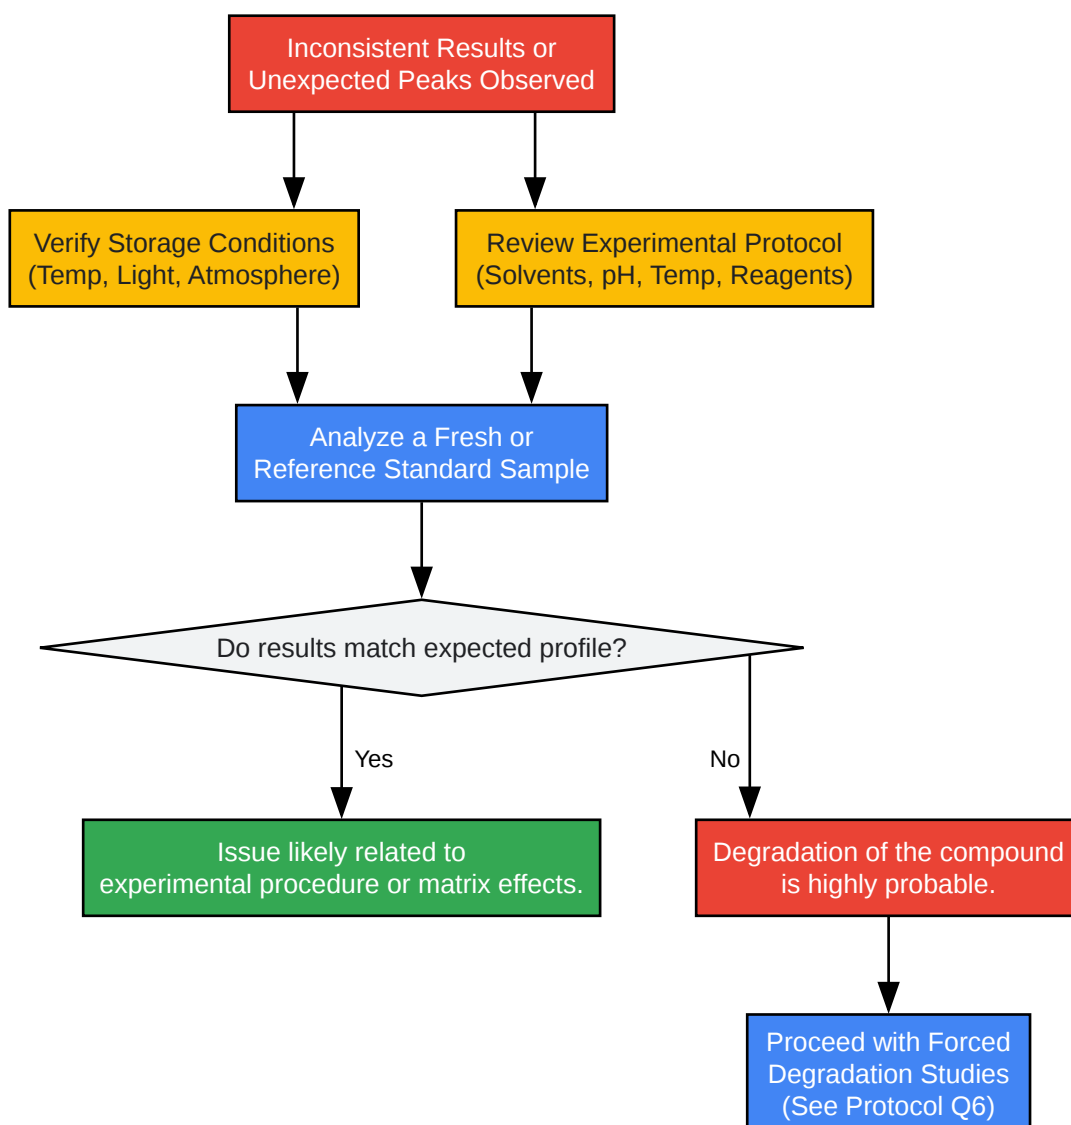 Inconsistent Results or
Unexpected Peaks Observed
Verify Storage Conditions
(Temp, Light, Atmosphere)
Review Experimental Protocol
(Solvents, pH, Temp, Reagents)
Analyze a Fresh or
Reference Standard Sample
Do results match expected profile?
Yes
No
Issue likely related to
experimental procedure or matrix effects.
Degradation of the compound
is highly probable.
Proceed with Forced
Degradation Studies
(See Protocol Q6)